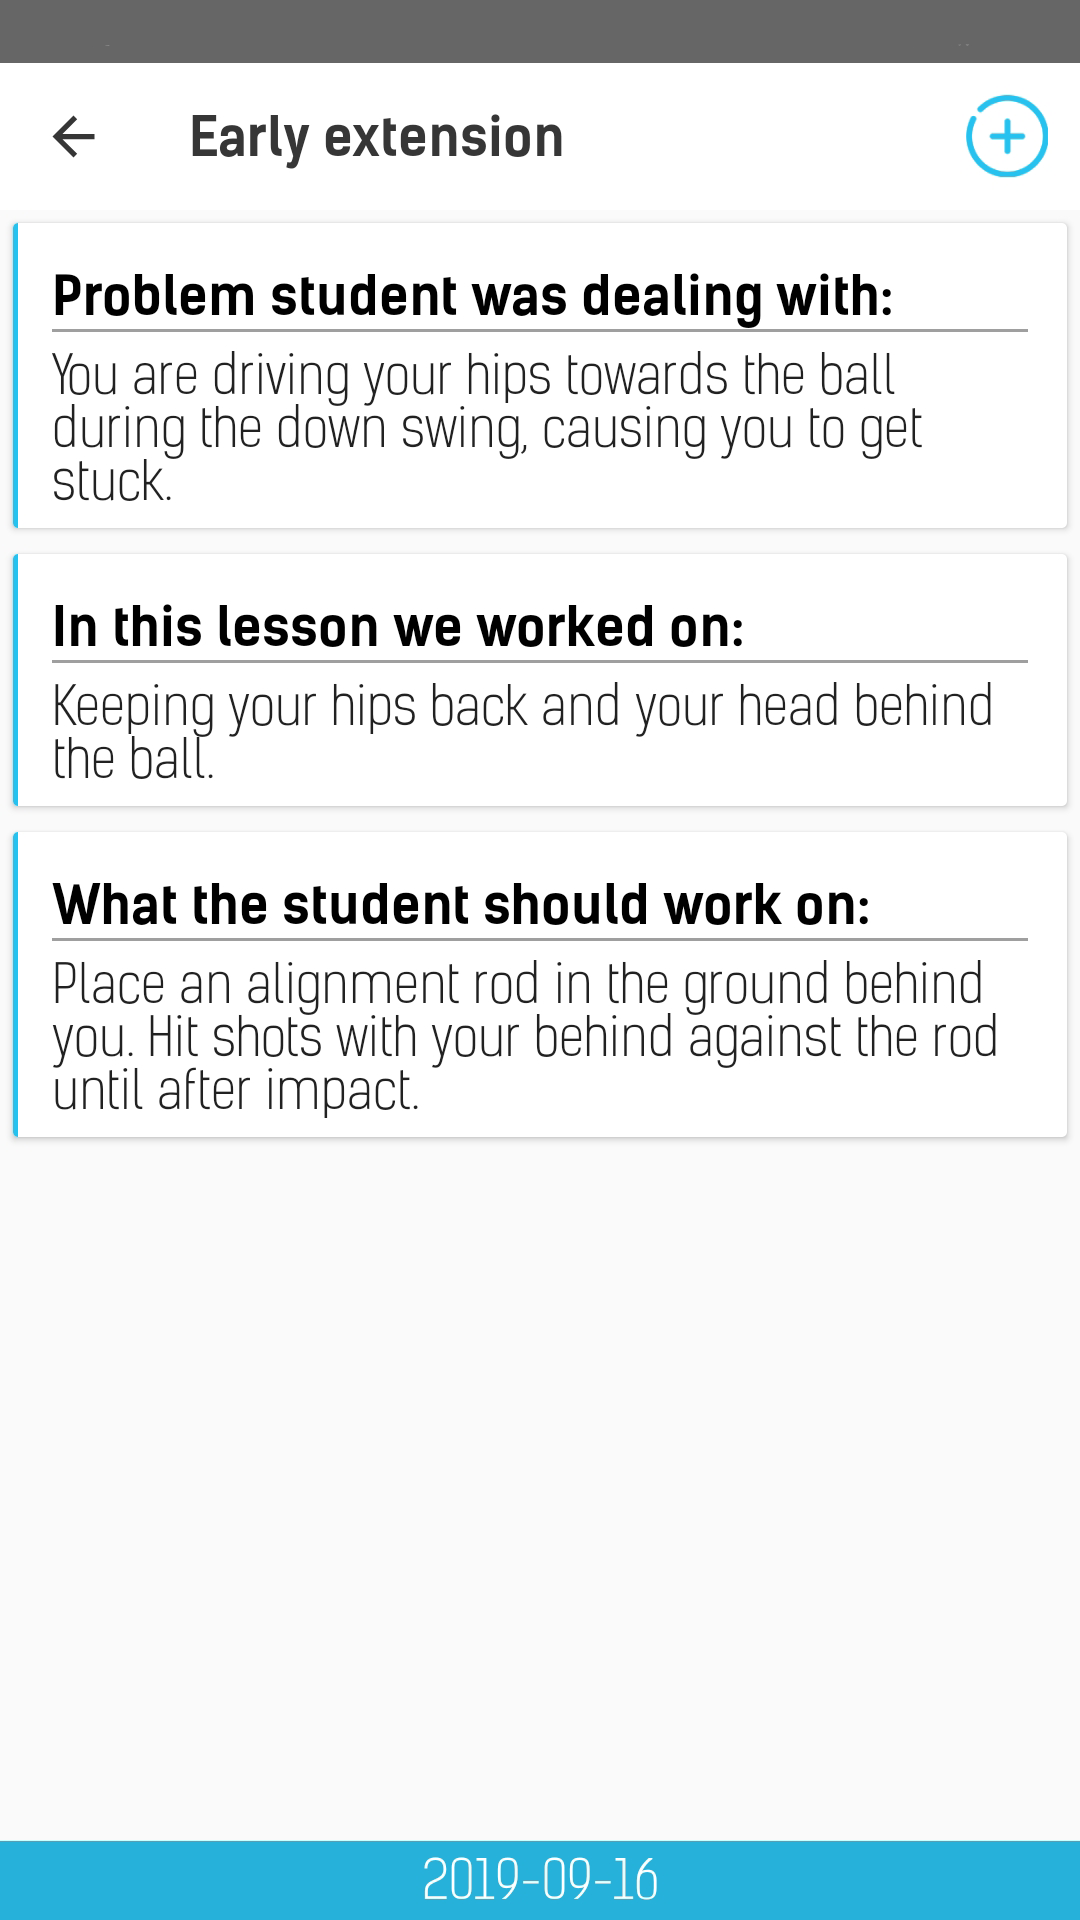 Early extension
Problem student was dealing with:
You are driving your hips towards the ball
during the down swing, causing you to get
stuck.
In this lesson we worked on:
Keeping your hips back and your head behind
the ball.
What the student should work on:
Place an alignment rod in the ground behind
you. Hit shots with your behind against the rod
until after impact.
2019-09-16